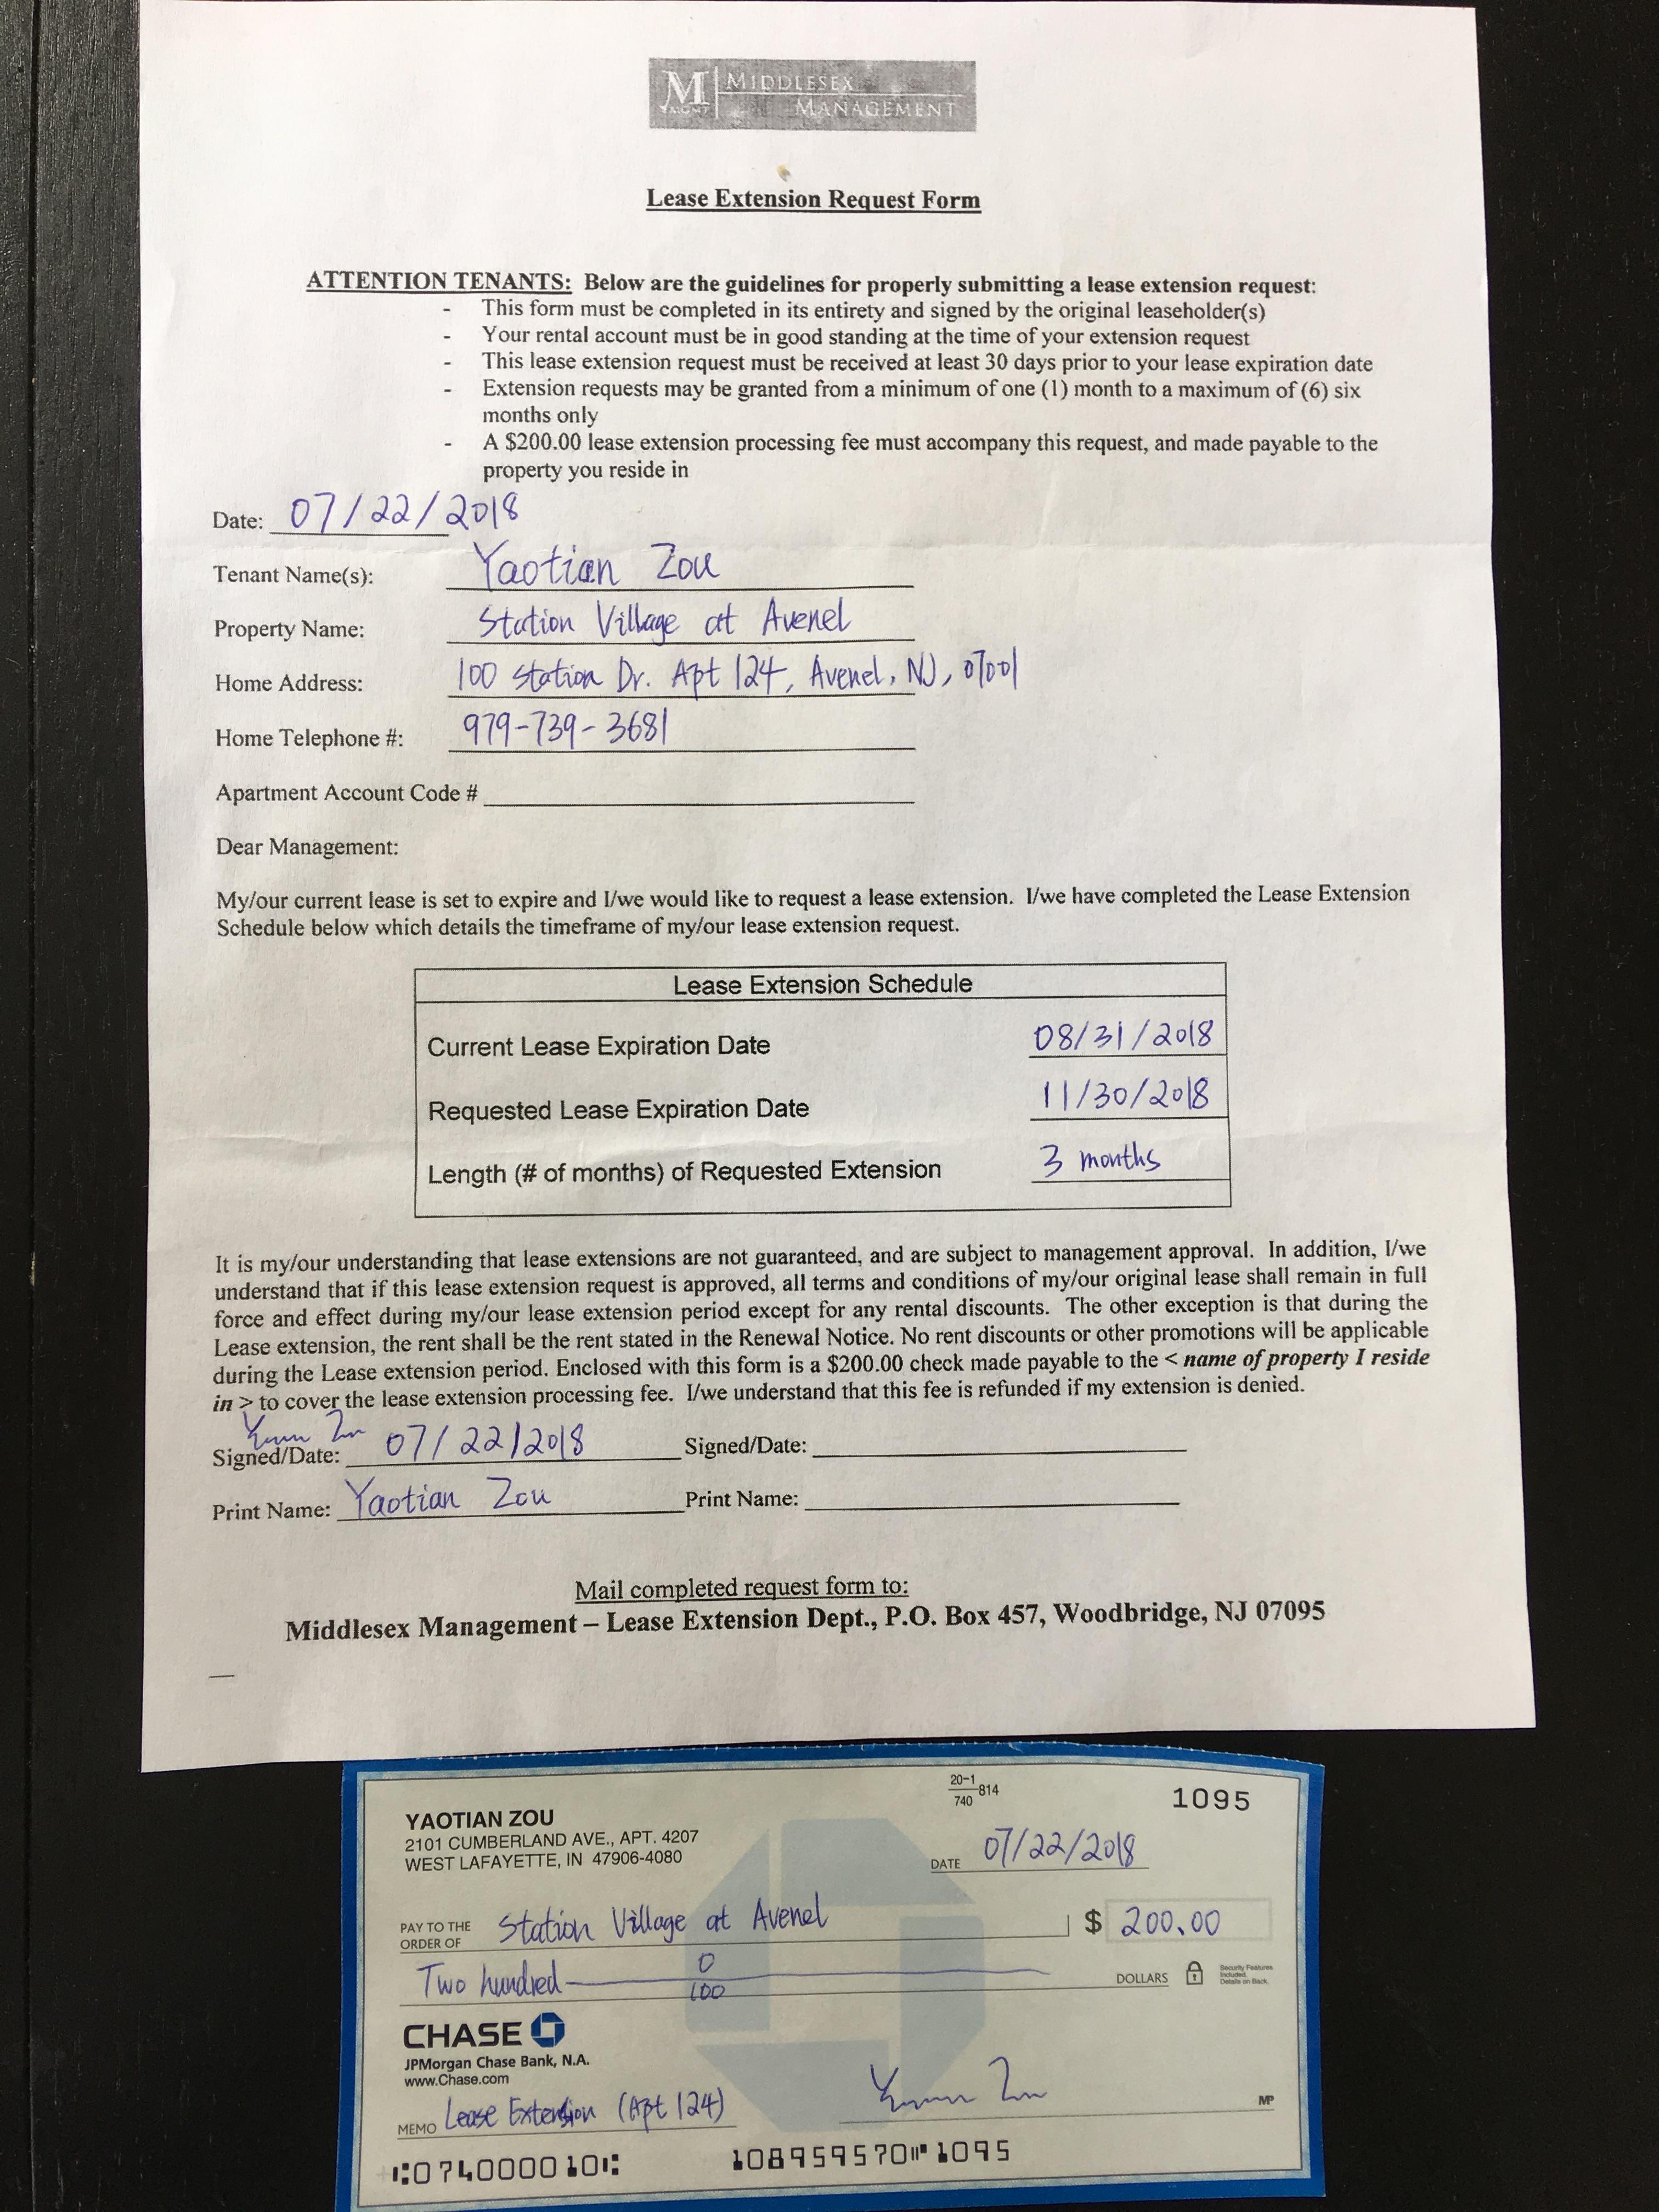 M MIDDLESEX
MANAGEMENT
Lease Extension Request Form
ATTENTION TENANTS: Below are the guidelines for properly submitting a lease extension request:
- This form must be completed in its entirety and signed by the original leaseholder(s)
- Your rental account must be in good standing at the time of your extension request
- This lease extension request must be received at least 30 days prior to your lease expiration date
- Extension requests may be granted from a minimum of one (1) month to a maximum of (6) six
months only
- A $200.00 lease extension processing fee must accompany this request, and made payable to the
property you reside in
Date: 07/22/2018
Tenant Name(s): Yaotian Zou
Property Name: Station Village at Avenel
Home Address: 100 Station Dr. Apt 124, Avenel, NJ, 07001
Home Telephone #: 979-739-3681
Apartment Account Code #
Dear Management:
My/our current lease is set to expire and I/we would like to request a lease extension. I/we have completed the Lease Extension
Schedule below which details the timeframe of my/our lease extension request.
Lease Extension Schedule
Current Lease Expiration Date 08/31/2018
Requested Lease Expiration Date 11/30/2018
Length (# of months) of Requested Extension 3 months
It is my/our understanding that lease extensions are not guaranteed, and are subject to management approval. In addition, I/we
understand that if this lease extension request is approved, all terms and conditions of my/our original lease shall remain in full
force and effect during my/our lease extension period except for any rental discounts. The other exception is that during the
Lease extension, the rent shall be the rent stated in the Renewal Notice. No rent discounts or other promotions will be applicable
during the Lease extension period. Enclosed with this form is a $200.00 check made payable to the < name of property I reside
in > to cover the lease extension processing fee. I/we understand that this fee is refunded if my extension is denied.
Signed/Date: 07/22/2018 Signed/Date:
Print Name: Yaotian Zou Print Name:
Mail completed request form to:
Middlesex Management – Lease Extension Dept., P.O. Box 457, Woodbridge, NJ 07095
1095
YAOTIAN ZOU
2101 CUMBERLAND AVE., APT. 4207
WEST LAFAYETTE, IN 47906-4080
20-1 814
740
DATE 07/22/2018
PAY TO THE
ORDER OF Station Village at Avenel $ 200.00
Two hundred 0/100 DOLLARS
Security Features
Included.
Details on Back.
CHASE
JPMorgan Chase Bank, N.A.
www.Chase.com
MEMO Lease Extension (Apt 124) MP
⑆074000010⑆ 1089595701⑈1095